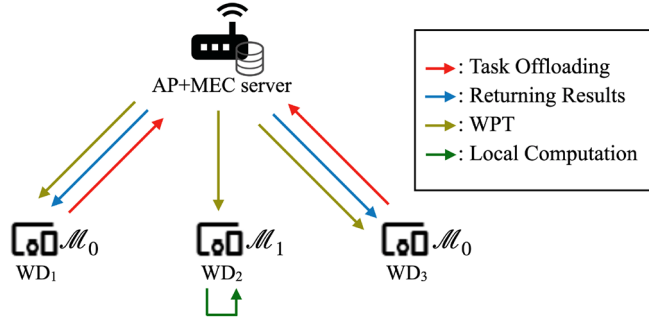 AP+MEC server
: Task Offloading
: Returning Results
: WPT
: Local Computation
ℳ₀ ℳ₁ ℳ₀
WD₁ WD₂ WD₃